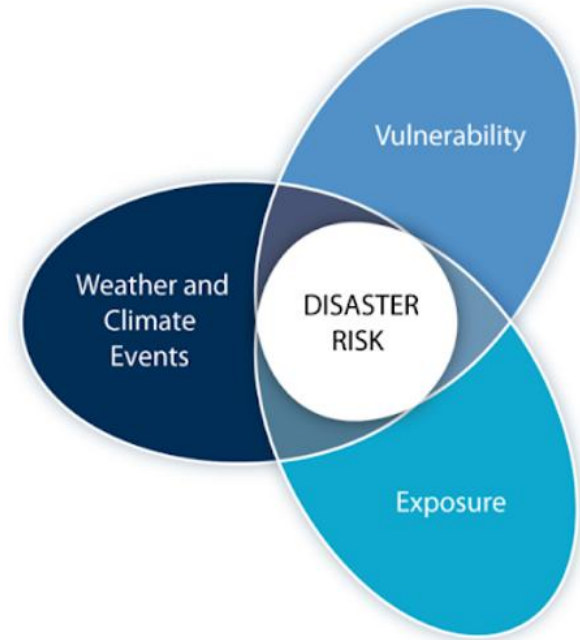 Vulnerability
Weather and
Climate
Events
DISASTER
RISK
Exposure